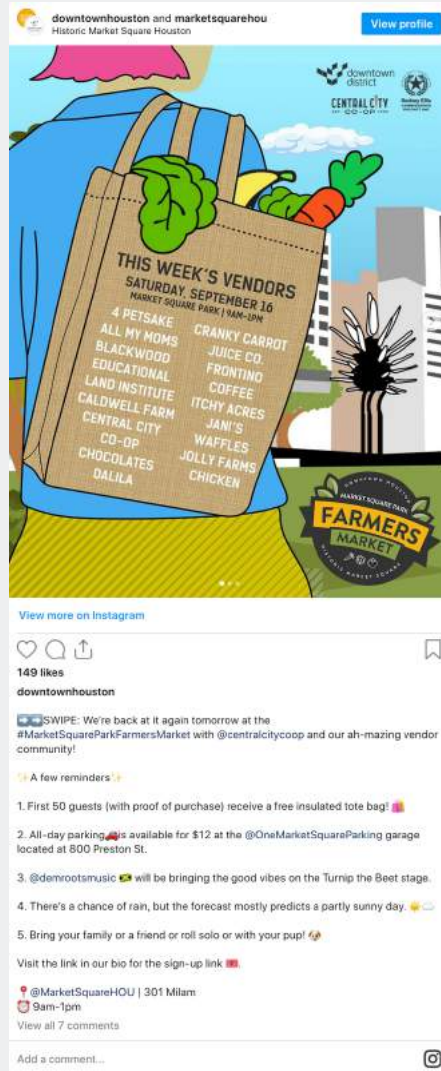 downtownhouston and marketsquarehou
Historic Market Square Houston
View profile
downtown
district
CENTRAL CITY
CO-OP
Rodney Ellis
THIS WEEK'S VENDORS
SATURDAY, SEPTEMBER 16
MARKET SQUARE PARK | 9AM-1PM
4 PETSAKE
ALL MY MOMS
BLACKWOOD
EDUCATIONAL
LAND INSTITUTE
CALDWELL FARM
CENTRAL CITY
CO-OP
CHOCOLATES
DALILA
CRANKY CARROT
JUICE CO.
FRONTINO
COFFEE
ITCHY ACRES
JANI'S
WAFFLES
JOLLY FARMS
CHICKEN
DOWNTOWN HOUSTON
MARKET SQUARE PARK
FARMERS
MARKET
HISTORIC MARKET SQUARE
View more on Instagram
149 likes
downtownhouston
➡️➡️SWIPE: We're back at it again tomorrow at the
#MarketSquareParkFarmersMarket with @centralcitycoop and our ah-mazing vendor
community!
✨A few reminders✨
1. First 50 guests (with proof of purchase) receive a free insulated tote bag! 🛍️
2. All-day parking🚗is available for $12 at the @OneMarketSquareParking garage
located at 800 Preston St.
3. @demrootsmusic 🇯🇲 will be bringing the good vibes on the Turnip the Beet stage.
4. There's a chance of rain, but the forecast mostly predicts a partly sunny day. ☀️☁️
5. Bring your family or a friend or roll solo or with your pup! 🐶
Visit the link in our bio for the sign-up link 🎟️.
📍@MarketSquareHOU | 301 Milam
⏰ 9am-1pm
View all 7 comments
Add a comment...